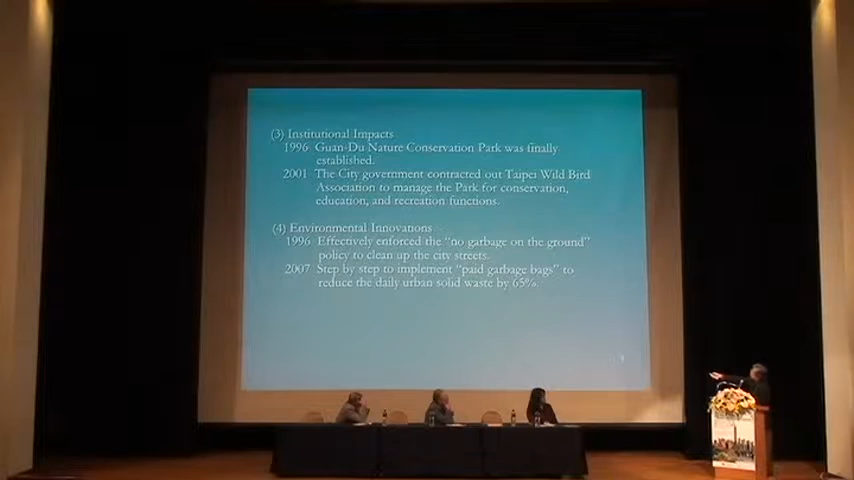 (3) Institutional Impacts
1996 Guan-Du Nature Conservation Park was finally
established.
2001 The City government contracted out Taipei Wild Bird
Association to manage the Park for conservation,
education, and recreation functions.
(4) Environmental Innovations
1996 Effectively enforced the “no garbage on the ground”
policy to clean up the city streets.
2007 Step by step to implement “paid garbage bags” to
reduce the daily urban solid waste by 65%.